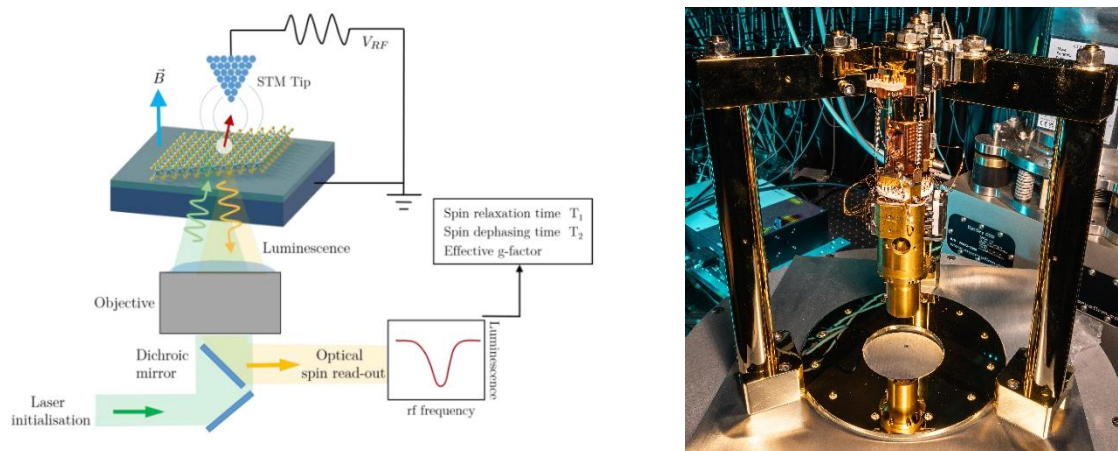 V_RF
STM Tip
B
Luminescence
Spin relaxation time T₁
Spin dephasing time T₂
Effective g-factor
Objective
Luminescence
Dichroic
mirror
Optical
spin read-out
Laser
initialisation
rf frequency